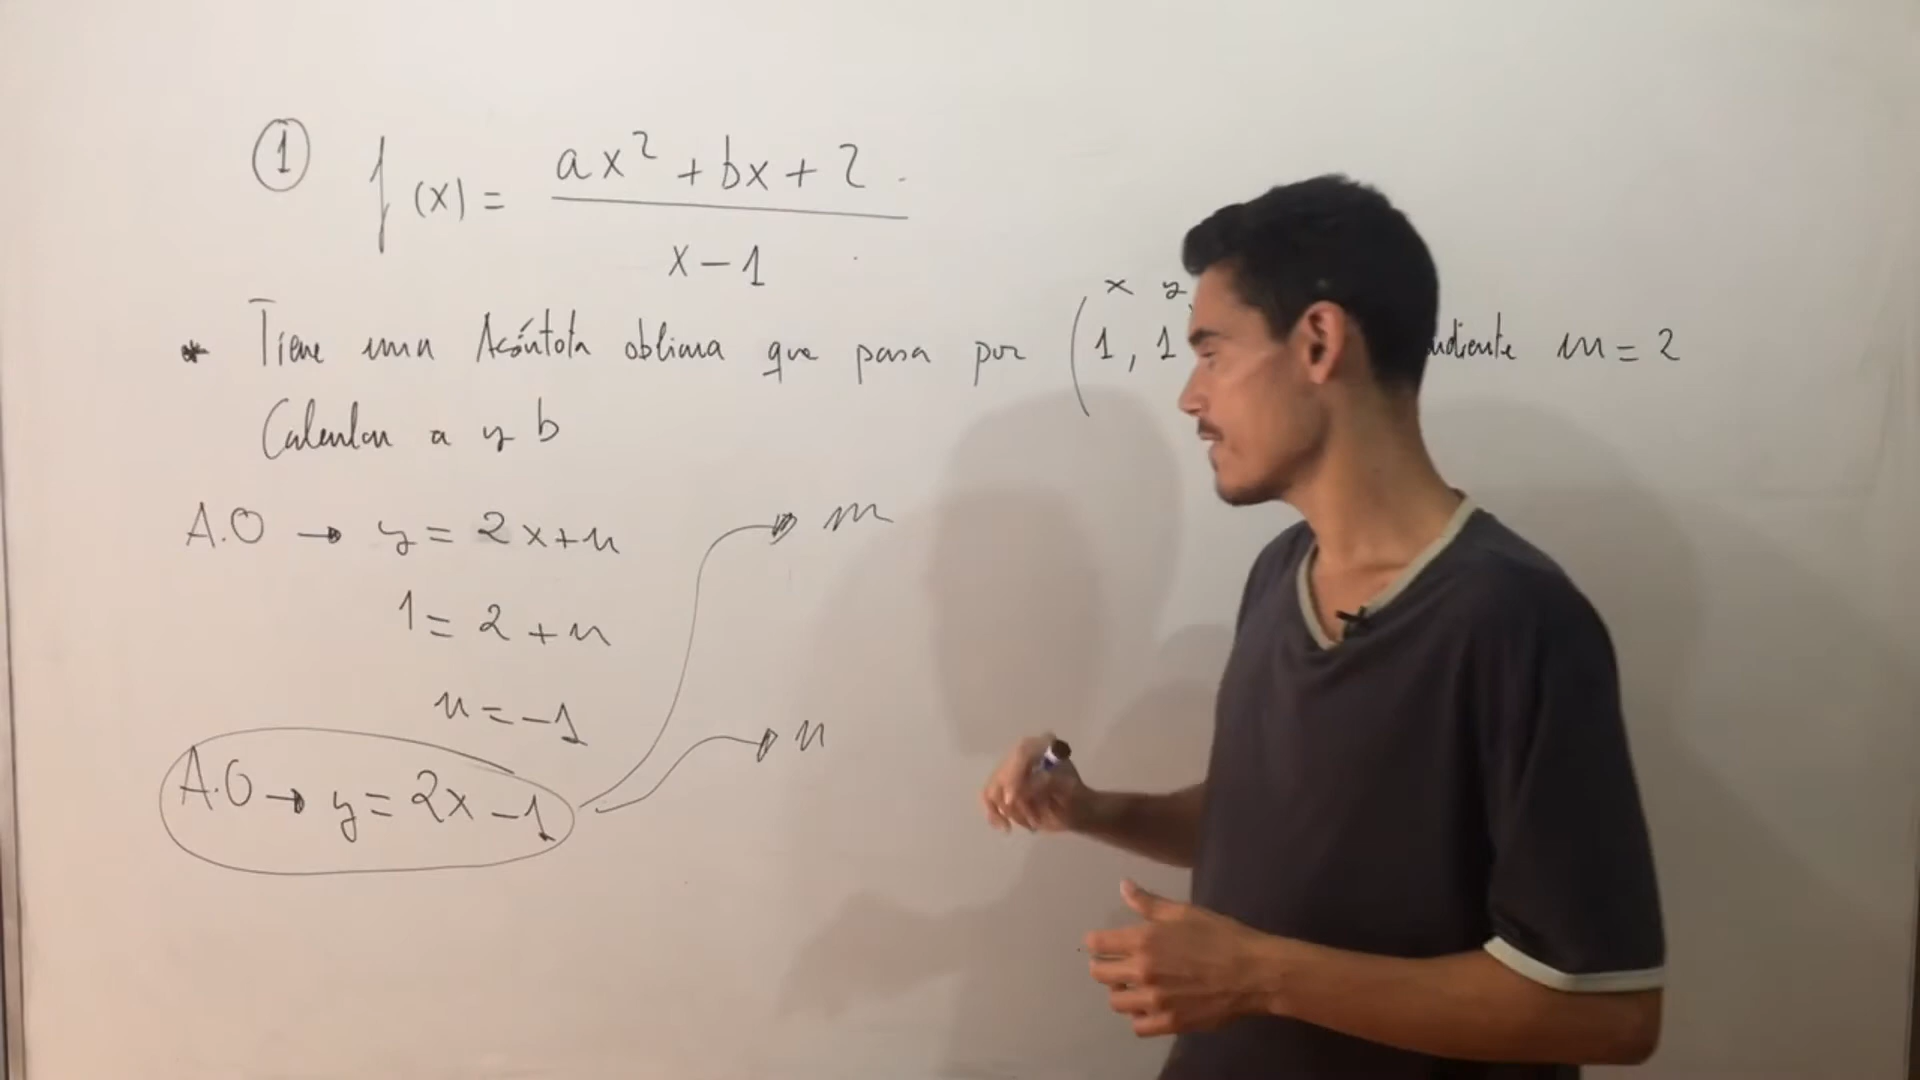 1 f(x) = (ax² + bx + 2) / (x - 1)
x y
* Tiene una Asíntota oblicua que pasa por (1, 1 ndiente m = 2
Calcular a y b
A.O → y = 2x + n
1 = 2 + n
n = -1
A.O → y = 2x - 1
m
n